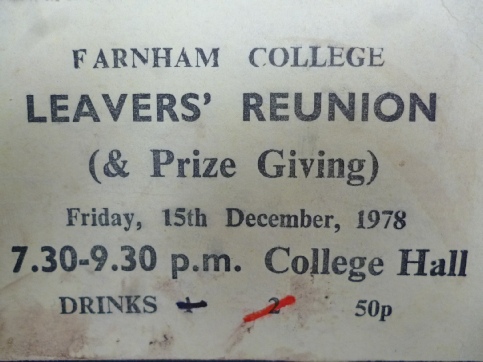 FARNHAM COLLEGE
LEAVERS' REUNION
(& Prize Giving)
Friday, 15th December, 1978
7.30-9.30 p.m. College Hall
DRINKS 1 2 50p